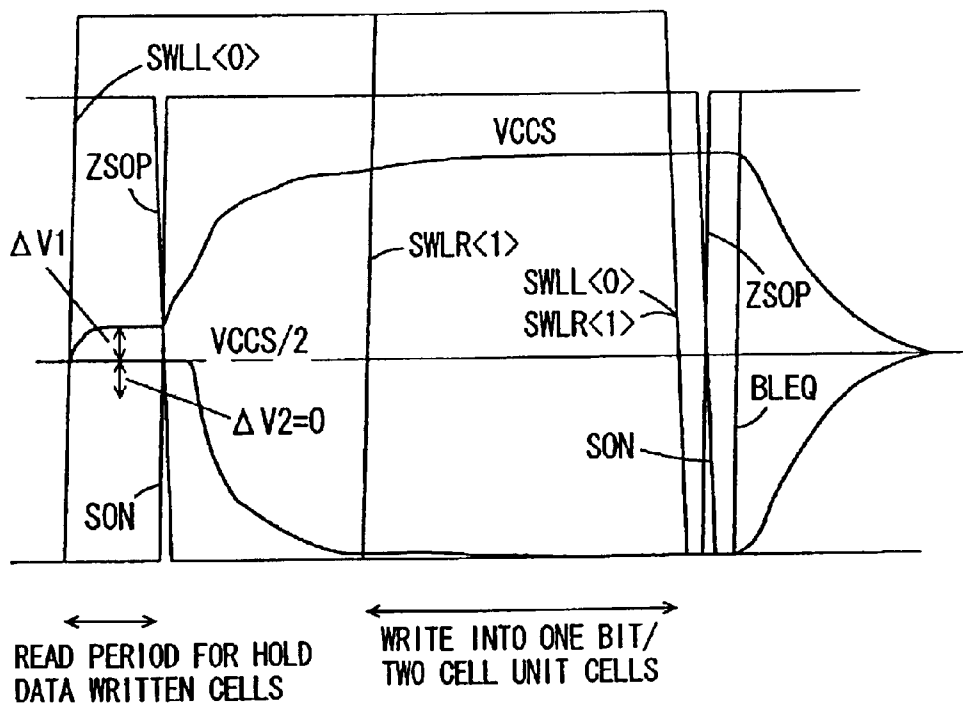 SWLL<0>
VCCS
ZSOP
ΔV1
SWLR<1>
SWLL<0>
SWLR<1>
ZSOP
VCCS/2
BLEQ
ΔV2=0
SON
SON
READ PERIOD FOR HOLD
DATA WRITTEN CELLS
WRITE INTO ONE BIT/
TWO CELL UNIT CELLS